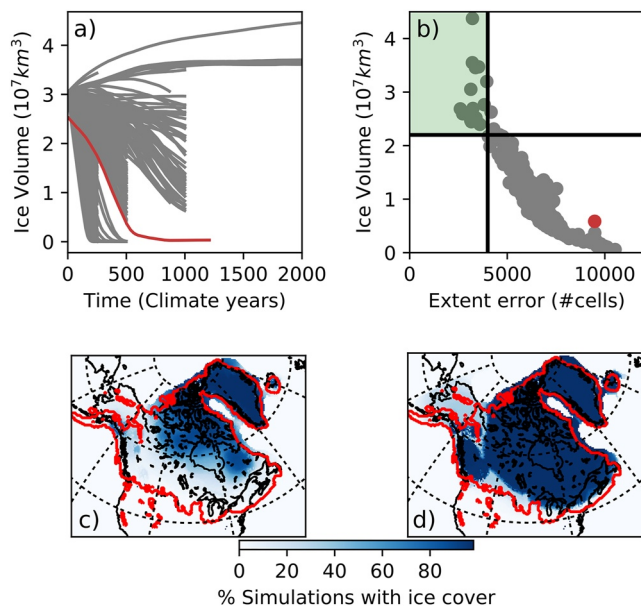 a)
Ice Volume (10⁷km³)
4
3
2
1
0
0 500 1000 1500 2000
Time (Climate years)
b)
Ice Volume (10⁷km³)
4
3
2
1
0
5000 10000
Extent error (#cells)
c)
d)
0 20 40 60 80
% Simulations with ice cover